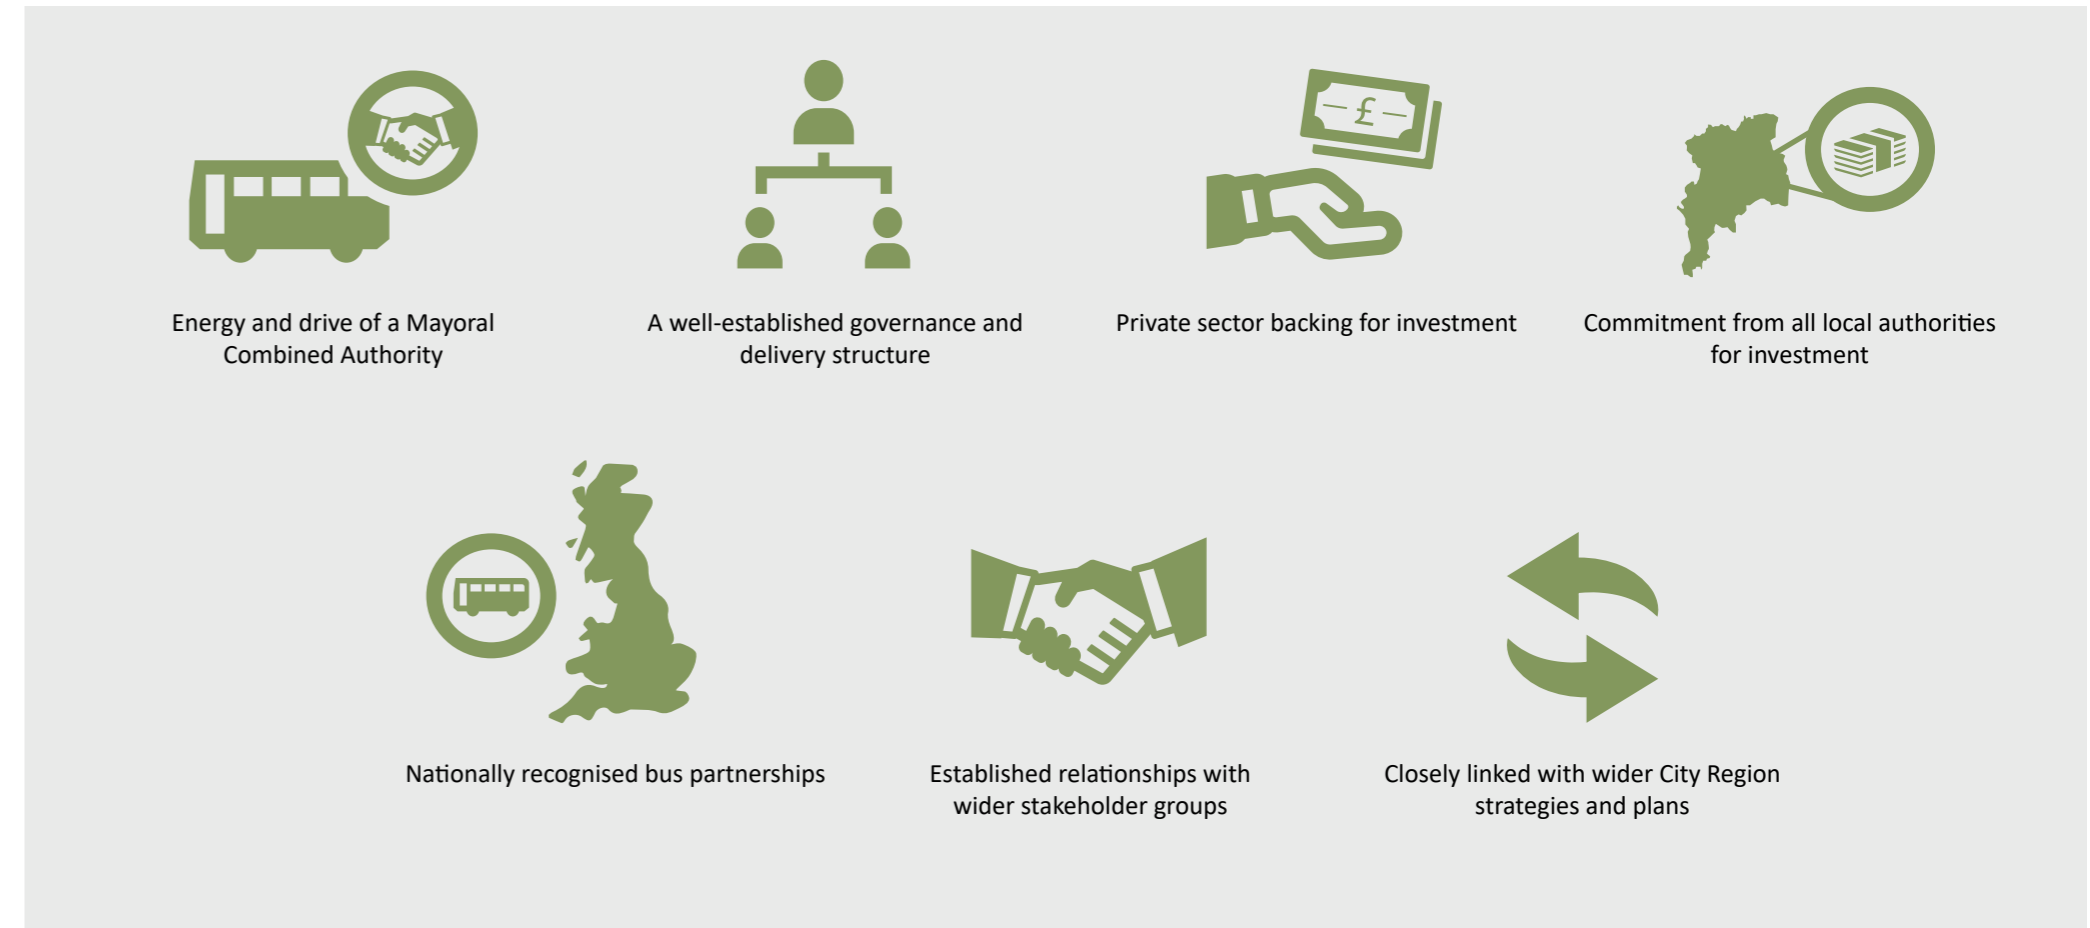 £
Energy and drive of a Mayoral
Combined Authority
A well-established governance and
delivery structure
Private sector backing for investment
Commitment from all local authorities
for investment
Nationally recognised bus partnerships
Established relationships with
wider stakeholder groups
Closely linked with wider City Region
strategies and plans